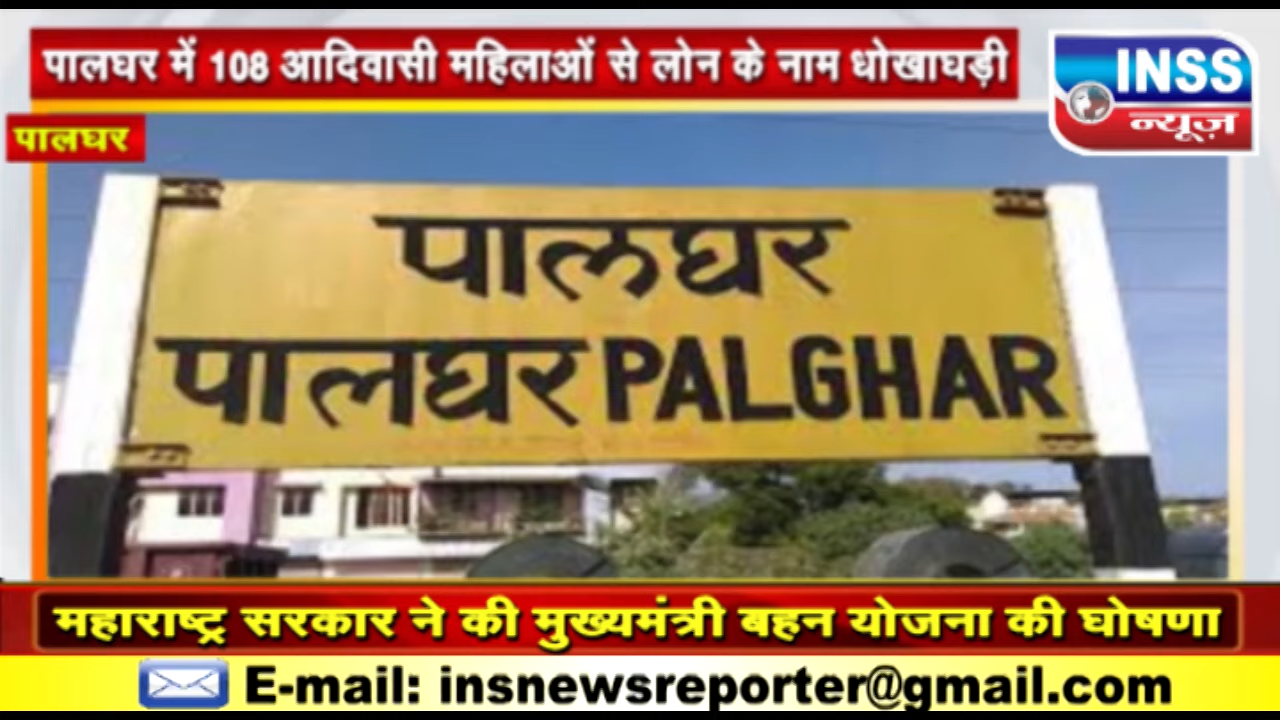 पालघर में 108 आदिवासी महिलाओं से लोन के नाम धोखाघड़ी
INSS
न्यूज़
पालघर
पालघर
पालघर PALGHAR
महाराष्ट्र सरकार ने की मुख्यमंत्री बहन योजना की घोषणा
E-mail: insnewsreporter@gmail.com